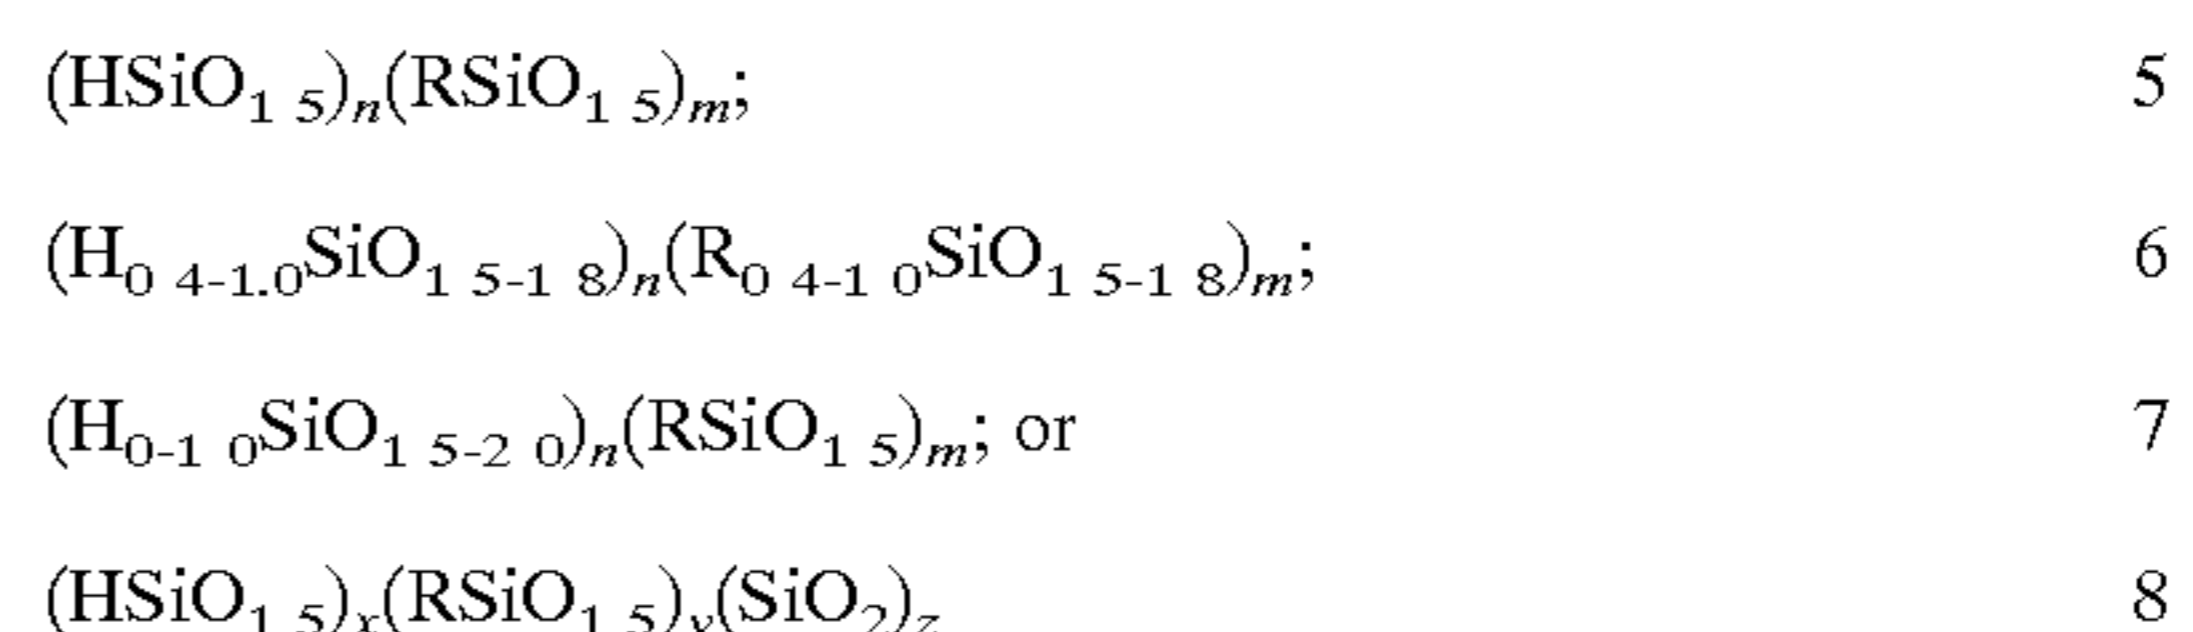 (HSiO1 5)n(RSiO1 5)m; 5
(H0 4-1.0SiO1 5-1 8)n(R0 4-1 0SiO1 5-1 8)m; 6
(H0-1 0SiO1 5-2 0)n(RSiO1 5)m; or 7
(HSiO1 5)x(RSiO1 5)y(SiO2)z 8